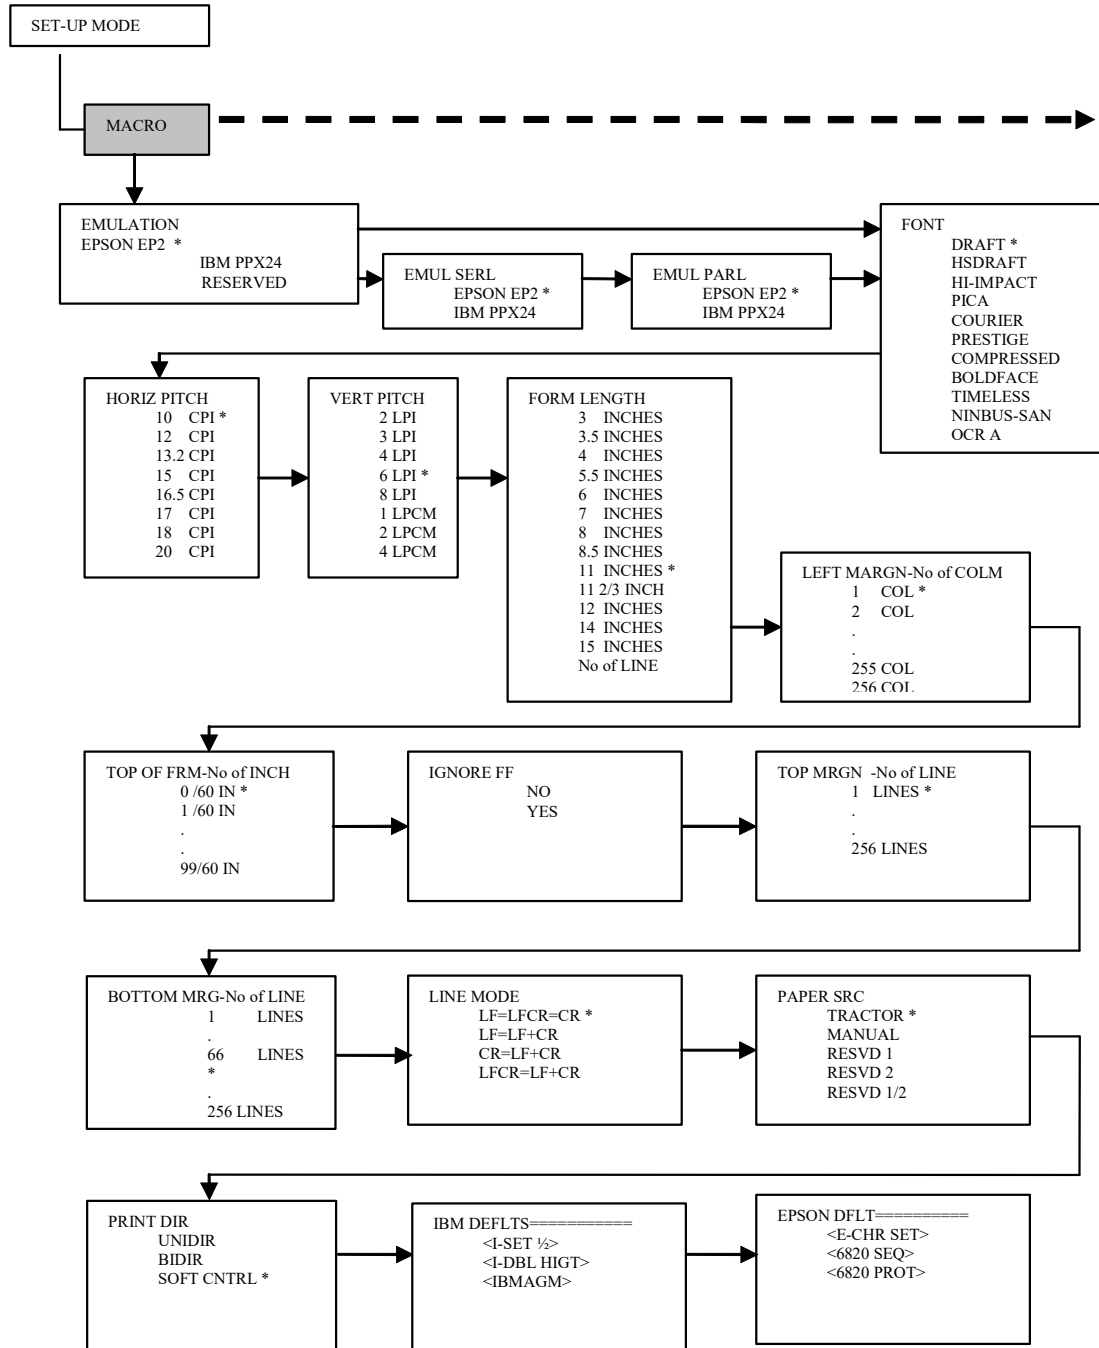 SET-UP MODE
MACRO
EMULATION
EPSON EP2 *
IBM PPX24
RESERVED
EMUL SERL
EPSON EP2 *
IBM PPX24
EMUL PARL
EPSON EP2 *
IBM PPX24
FONT
DRAFT *
HSDRAFT
HI-IMPACT
PICA
COURIER
PRESTIGE
COMPRESSED
BOLDFACE
TIMELESS
NINBUS-SAN
OCR A
HORIZ PITCH
10 CPI *
12 CPI
13.2 CPI
15 CPI
16.5 CPI
17 CPI
18 CPI
20 CPI
VERT PITCH
2 LPI
3 LPI
4 LPI
6 LPI *
8 LPI
1 LPCM
2 LPCM
4 LPCM
FORM LENGTH
3 INCHES
3.5 INCHES
4 INCHES
5.5 INCHES
6 INCHES
7 INCHES
8 INCHES
8.5 INCHES
11 INCHES *
11 2/3 INCH
12 INCHES
14 INCHES
15 INCHES
No of LINE
LEFT MARGN-No of COLM
1 COL *
2 COL
.
.
255 COL
256 COL
TOP OF FRM-No of INCH
0 /60 IN *
1 /60 IN
.
.
99/60 IN
IGNORE FF
NO
YES
TOP MRGN -No of LINE
1 LINES *
.
.
256 LINES
BOTTOM MRG-No of LINE
1 LINES
.
66 LINES
*
.
256 LINES
LINE MODE
LF=LFCR=CR *
LF=LF+CR
CR=LF+CR
LFCR=LF+CR
PAPER SRC
TRACTOR *
MANUAL
RESVD 1
RESVD 2
RESVD 1/2
PRINT DIR
UNIDIR
BIDIR
SOFT CNTRL *
IBM DEFLTS===========
<I-SET ½>
<I-DBL HIGT>
<IBMAGM>
EPSON DFLT==========
<E-CHR SET>
<6820 SEQ>
<6820 PROT>